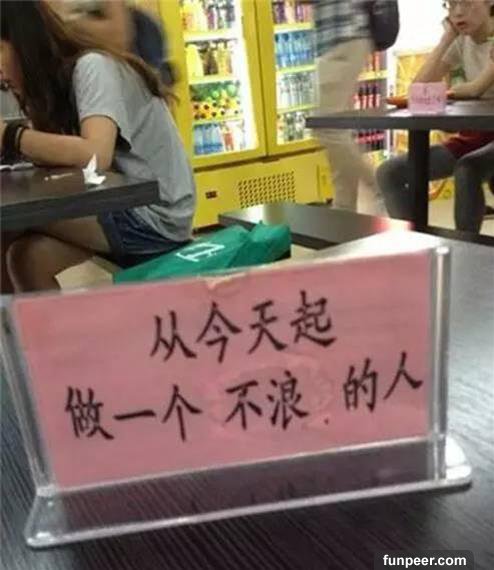 从今天起
做一个 不浪 的人
funpeer.com